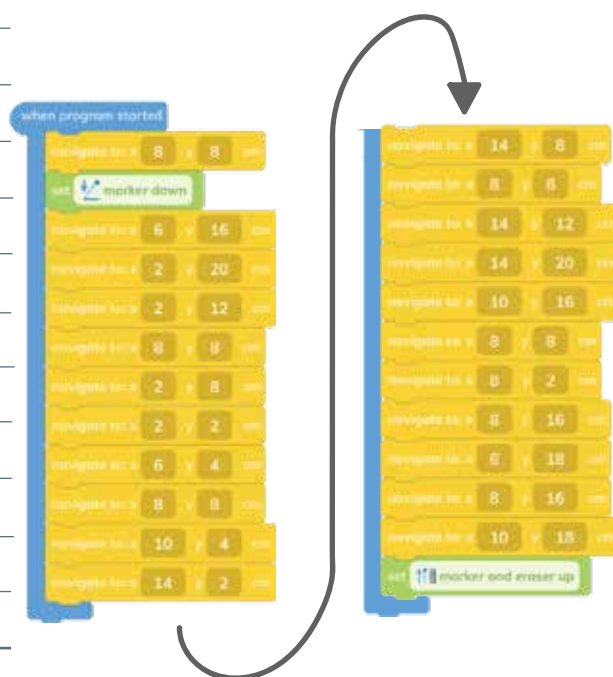 when program started
navigate to: x 8 y 8 cm
set marker down
navigate to: x 6 y 16 cm
navigate to: x 2 y 20 cm
navigate to: x 2 y 12 cm
navigate to: x 8 y 8 cm
navigate to: x 2 y 8 cm
navigate to: x 2 y 2 cm
navigate to: x 6 y 4 cm
navigate to: x 8 y 8 cm
navigate to: x 10 y 4 cm
navigate to: x 14 y 2 cm
navigate to: x 14 y 8 cm
navigate to: x 8 y 8 cm
navigate to: x 14 y 12 cm
navigate to: x 14 y 20 cm
navigate to: x 10 y 16 cm
navigate to: x 8 y 8 cm
navigate to: x 8 y 2 cm
navigate to: x 8 y 16 cm
navigate to: x 6 y 18 cm
navigate to: x 8 y 16 cm
navigate to: x 10 y 18 cm
set marker and eraser up